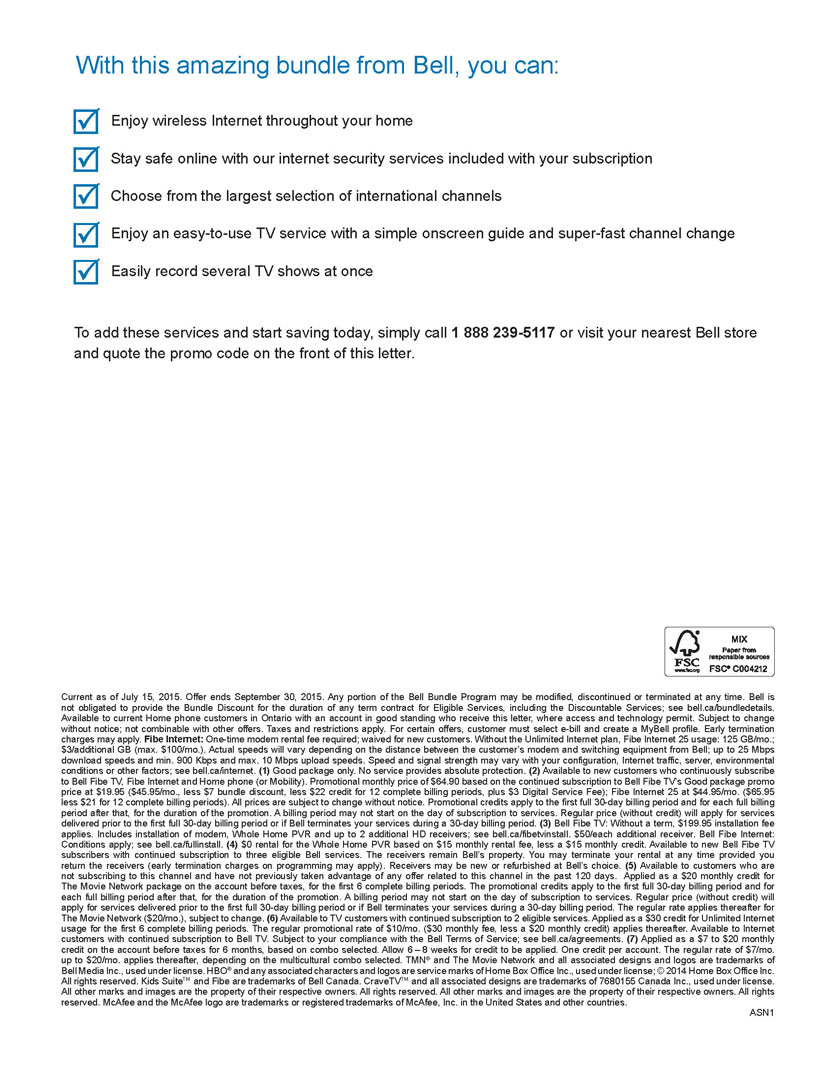 With this amazing bundle from Bell, you can:
Enjoy wireless Internet throughout your home
Stay safe online with our internet security services included with your subscription
Choose from the largest selection of international channels
Enjoy an easy-to-use TV service with a simple onscreen guide and super-fast channel change
Easily record several TV shows at once
To add these services and start saving today, simply call 1 888 239-5117 or visit your nearest Bell store
and quote the promo code on the front of this letter.
MIX
Paper from
responsible sources
FSC
www.fsc.org
FSC® C004212
Current as of July 15, 2015. Offer ends September 30, 2015. Any portion of the Bell Bundle Program may be modified, discontinued or terminated at any time. Bell is
not obligated to provide the Bundle Discount for the duration of any term contract for Eligible Services, including the Discountable Services; see bell.ca/bundledetails.
Available to current Home phone customers in Ontario with an account in good standing who receive this letter, where access and technology permit. Subject to change
without notice; not combinable with other offers. Taxes and restrictions apply. For certain offers, customer must select e-bill and create a MyBell profile. Early termination
charges may apply. Fibe Internet: One-time modem rental fee required; waived for new customers. Without the Unlimited Internet plan, Fibe Internet 25 usage: 125 GB/mo.;
$3/additional GB (max. $100/mo.). Actual speeds will vary depending on the distance between the customer's modem and switching equipment from Bell; up to 25 Mbps
download speeds and min. 900 Kbps and max. 10 Mbps upload speeds. Speed and signal strength may vary with your configuration, Internet traffic, server, environmental
conditions or other factors; see bell.ca/internet. (1) Good package only. No service provides absolute protection. (2) Available to new customers who continuously subscribe
to Bell Fibe TV, Fibe Internet and Home phone (or Mobility). Promotional monthly price of $64.90 based on the continued subscription to Bell Fibe TV's Good package promo
price at $19.95 ($45.95/mo., less $7 bundle discount, less $22 credit for 12 complete billing periods, plus $3 Digital Service Fee); Fibe Internet 25 at $44.95/mo. ($65.95
less $21 for 12 complete billing periods). All prices are subject to change without notice. Promotional credits apply to the first full 30-day billing period and for each full billing
period after that, for the duration of the promotion. A billing period may not start on the day of subscription to services. Regular price (without credit) will apply for services
delivered prior to the first full 30-day billing period or if Bell terminates your services during a 30-day billing period. (3) Bell Fibe TV: Without a term, $199.95 installation fee
applies. Includes installation of modem, Whole Home PVR and up to 2 additional HD receivers; see bell.ca/fibetvinstall. $50/each additional receiver. Bell Fibe Internet:
Conditions apply; see bell.ca/fullinstall. (4) $0 rental for the Whole Home PVR based on $15 monthly rental fee, less a $15 monthly credit. Available to new Bell Fibe TV
subscribers with continued subscription to three eligible Bell services. The receivers remain Bell's property. You may terminate your rental at any time provided you
return the receivers (early termination charges on programming may apply). Receivers may be new or refurbished at Bell's choice. (5) Available to customers who are
not subscribing to this channel and have not previously taken advantage of any offer related to this channel in the past 120 days. Applied as a $20 monthly credit for
The Movie Network package on the account before taxes, for the first 6 complete billing periods. The promotional credits apply to the first full 30-day billing period and for
each full billing period after that, for the duration of the promotion. A billing period may not start on the day of subscription to services. Regular price (without credit) will
apply for services delivered prior to the first full 30-day billing period or if Bell terminates your services during a 30-day billing period. The regular rate applies thereafter for
The Movie Network ($20/mo.), subject to change. (6) Available to TV customers with continued subscription to 2 eligible services. Applied as a $30 credit for Unlimited Internet
usage for the first 6 complete billing periods. The regular promotional rate of $10/mo. ($30 monthly fee, less a $20 monthly credit) applies thereafter. Available to Internet
customers with continued subscription to Bell TV. Subject to your compliance with the Bell Terms of Service; see bell.ca/agreements. (7) Applied as a $7 to $20 monthly
credit on the account before taxes for 6 months, based on combo selected. Allow 6 – 8 weeks for credit to be applied. One credit per account. The regular rate of $7/mo.
up to $20/mo. applies thereafter, depending on the multicultural combo selected. TMN® and The Movie Network and all associated designs and logos are trademarks of
Bell Media Inc., used under license. HBO® and any associated characters and logos are service marks of Home Box Office Inc., used under license; © 2014 Home Box Office Inc.
All rights reserved. Kids Suite™ and Fibe are trademarks of Bell Canada. CraveTV™ and all associated designs are trademarks of 7680155 Canada Inc., used under license.
All other marks and images are the property of their respective owners. All rights reserved. All other marks and images are the property of their respective owners. All rights
reserved. McAfee and the McAfee logo are trademarks or registered trademarks of McAfee, Inc. in the United States and other countries.
ASN1